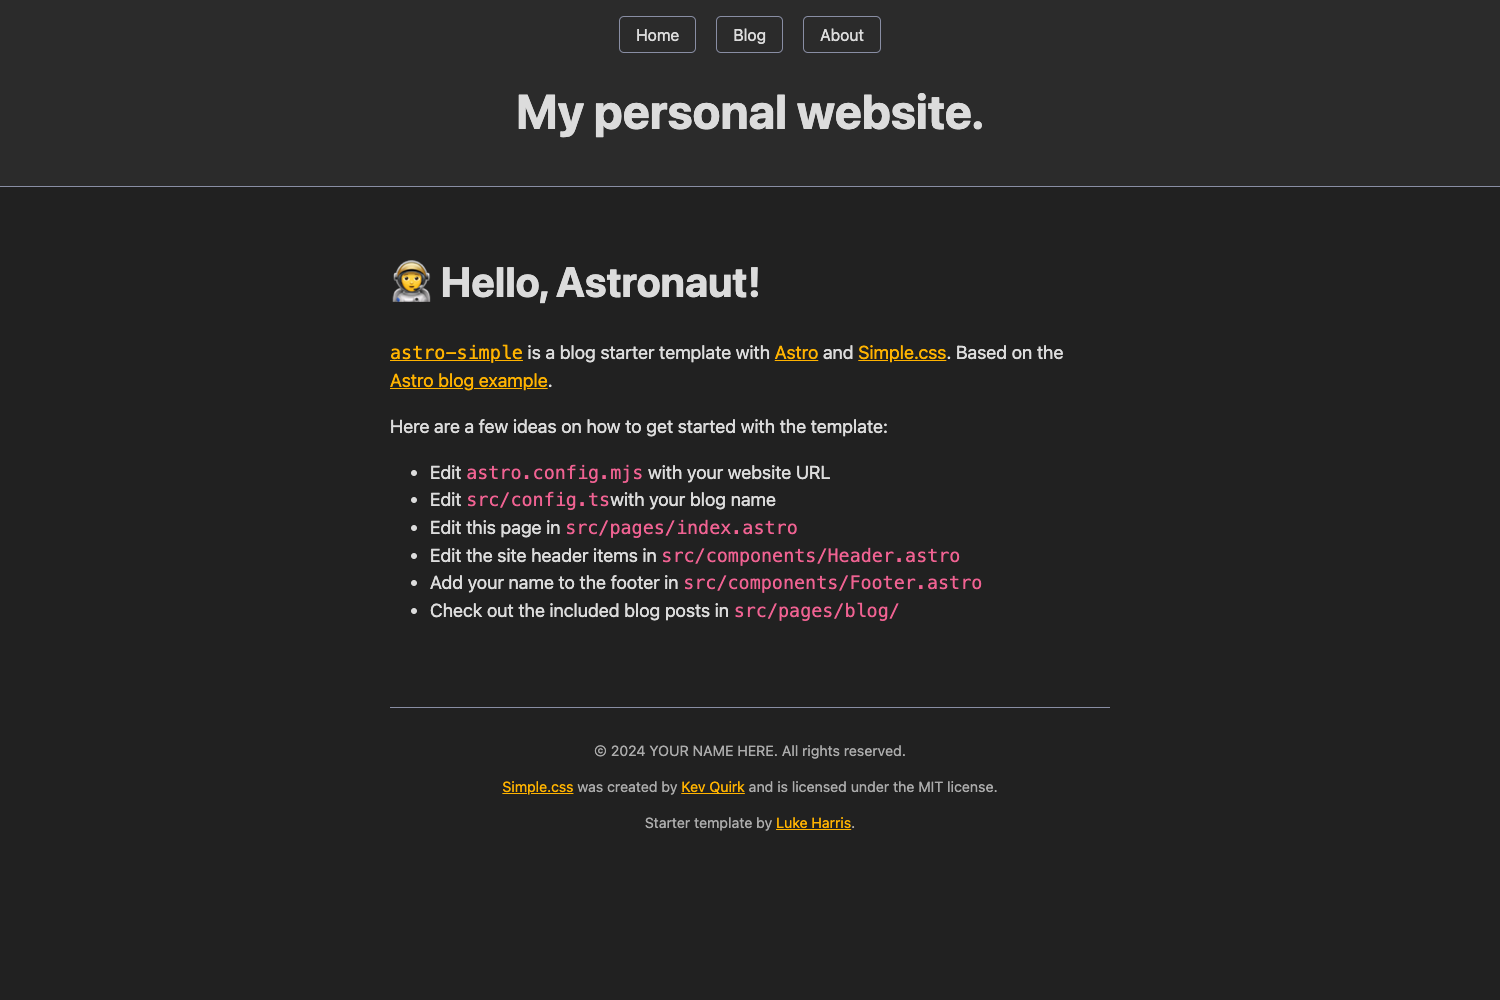 Home Blog About
My personal website.
🧑‍🚀 Hello, Astronaut!
astro-simple is a blog starter template with Astro and Simple.css. Based on the
Astro blog example.
Here are a few ideas on how to get started with the template:
• Edit astro.config.mjs with your website URL
• Edit src/config.tswith your blog name
• Edit this page in src/pages/index.astro
• Edit the site header items in src/components/Header.astro
• Add your name to the footer in src/components/Footer.astro
• Check out the included blog posts in src/pages/blog/
© 2024 YOUR NAME HERE. All rights reserved.
Simple.css was created by Kev Quirk and is licensed under the MIT license.
Starter template by Luke Harris.